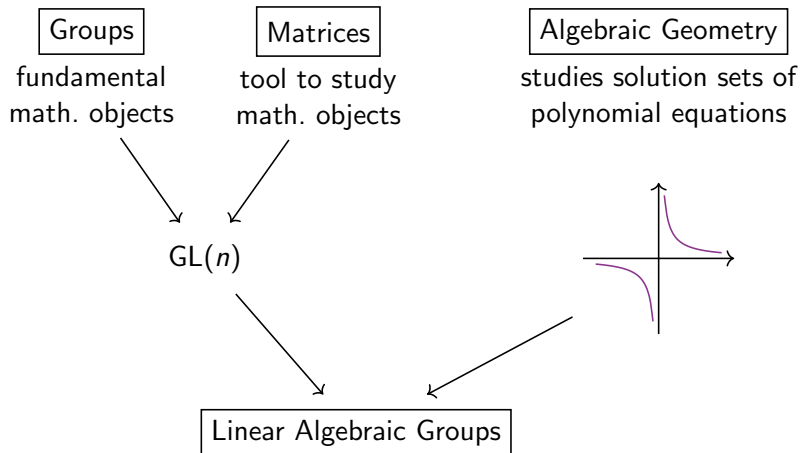 Groups
fundamental
math. objects
Matrices
tool to study
math. objects
Algebraic Geometry
studies solution sets of
polynomial equations
GL(n)
Linear Algebraic Groups